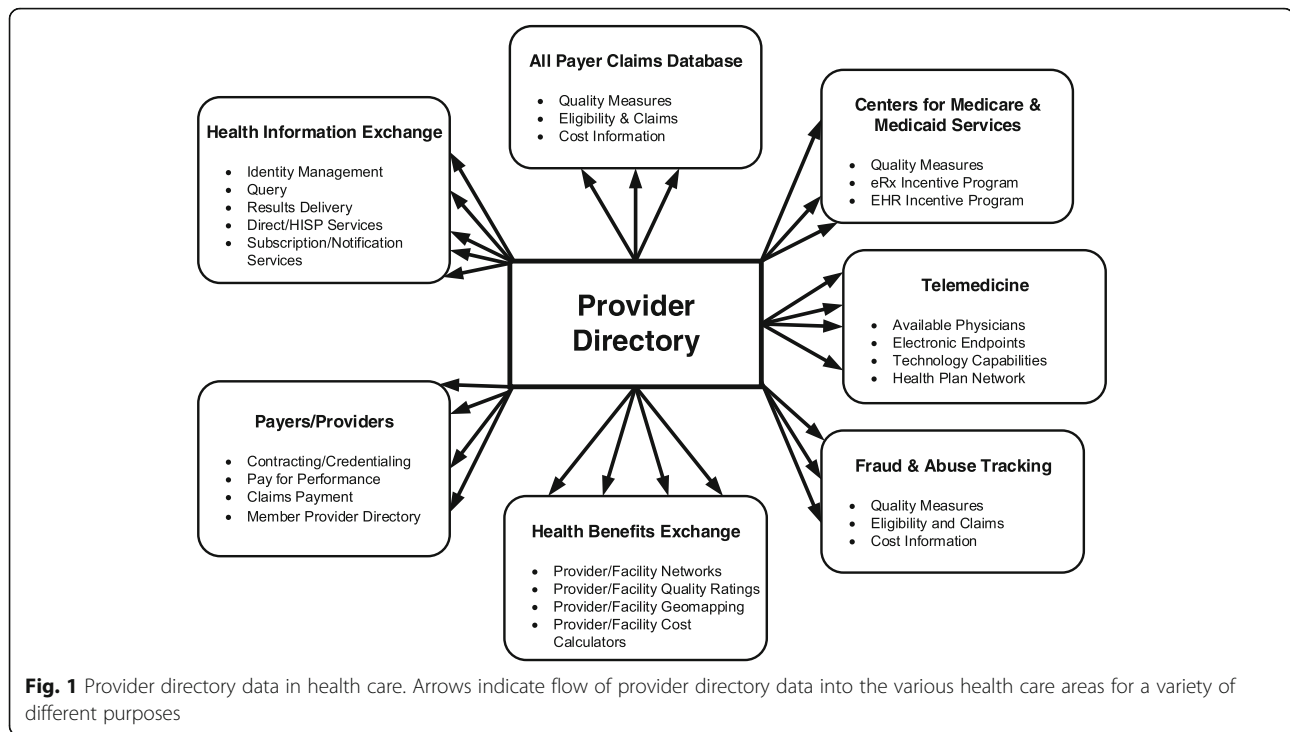 All Payer Claims Database
• Quality Measures
• Eligibility & Claims
• Cost Information
Health Information Exchange
• Identity Management
• Query
• Results Delivery
• Direct/HISP Services
• Subscription/Notification
Services
Centers for Medicare &
Medicaid Services
• Quality Measures
• eRx Incentive Program
• EHR Incentive Program
Provider
Directory
Telemedicine
• Available Physicians
• Electronic Endpoints
• Technology Capabilities
• Health Plan Network
Payers/Providers
• Contracting/Credentialing
• Pay for Performance
• Claims Payment
• Member Provider Directory
Fraud & Abuse Tracking
• Quality Measures
• Eligibility and Claims
• Cost Information
Health Benefits Exchange
• Provider/Facility Networks
• Provider/Facility Quality Ratings
• Provider/Facility Geomapping
• Provider/Facility Cost
Calculators
Fig. 1 Provider directory data in health care. Arrows indicate flow of provider directory data into the various health care areas for a variety of
different purposes